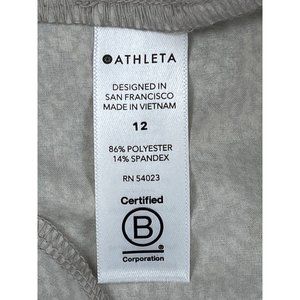 ATHLETA
DESIGNED IN
SAN FRANCISCO
MADE IN VIETNAM
12
86% POLYESTER
14% SPANDEX
RN 54023
Certified
B
Corporation